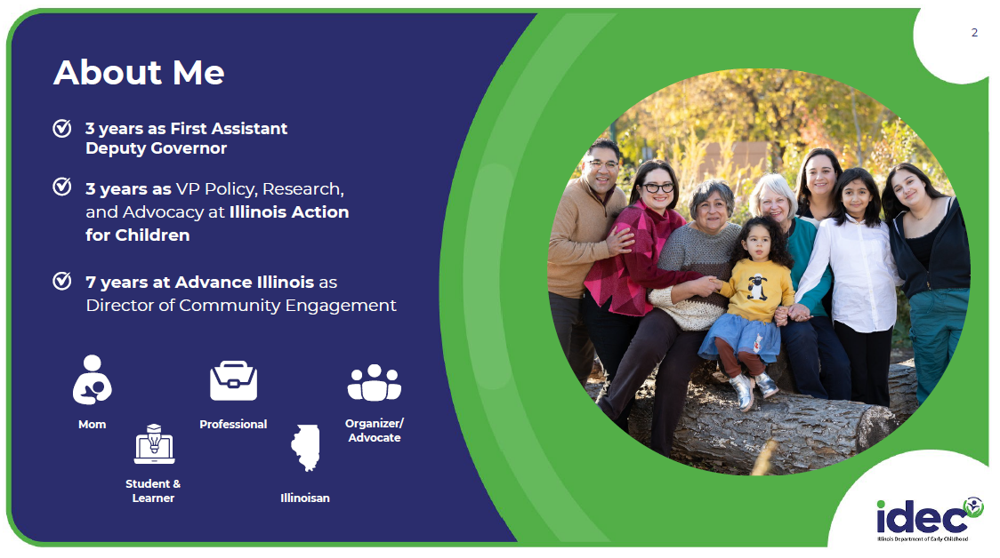 2
About Me
3 years as First Assistant
Deputy Governor
3 years as VP Policy, Research,
and Advocacy at Illinois Action
for Children
7 years at Advance Illinois as
Director of Community Engagement
Mom
Professional
Organizer/
Advocate
Student &
Learner
Illinoisan
idec
Illinois Department of Early Childhood